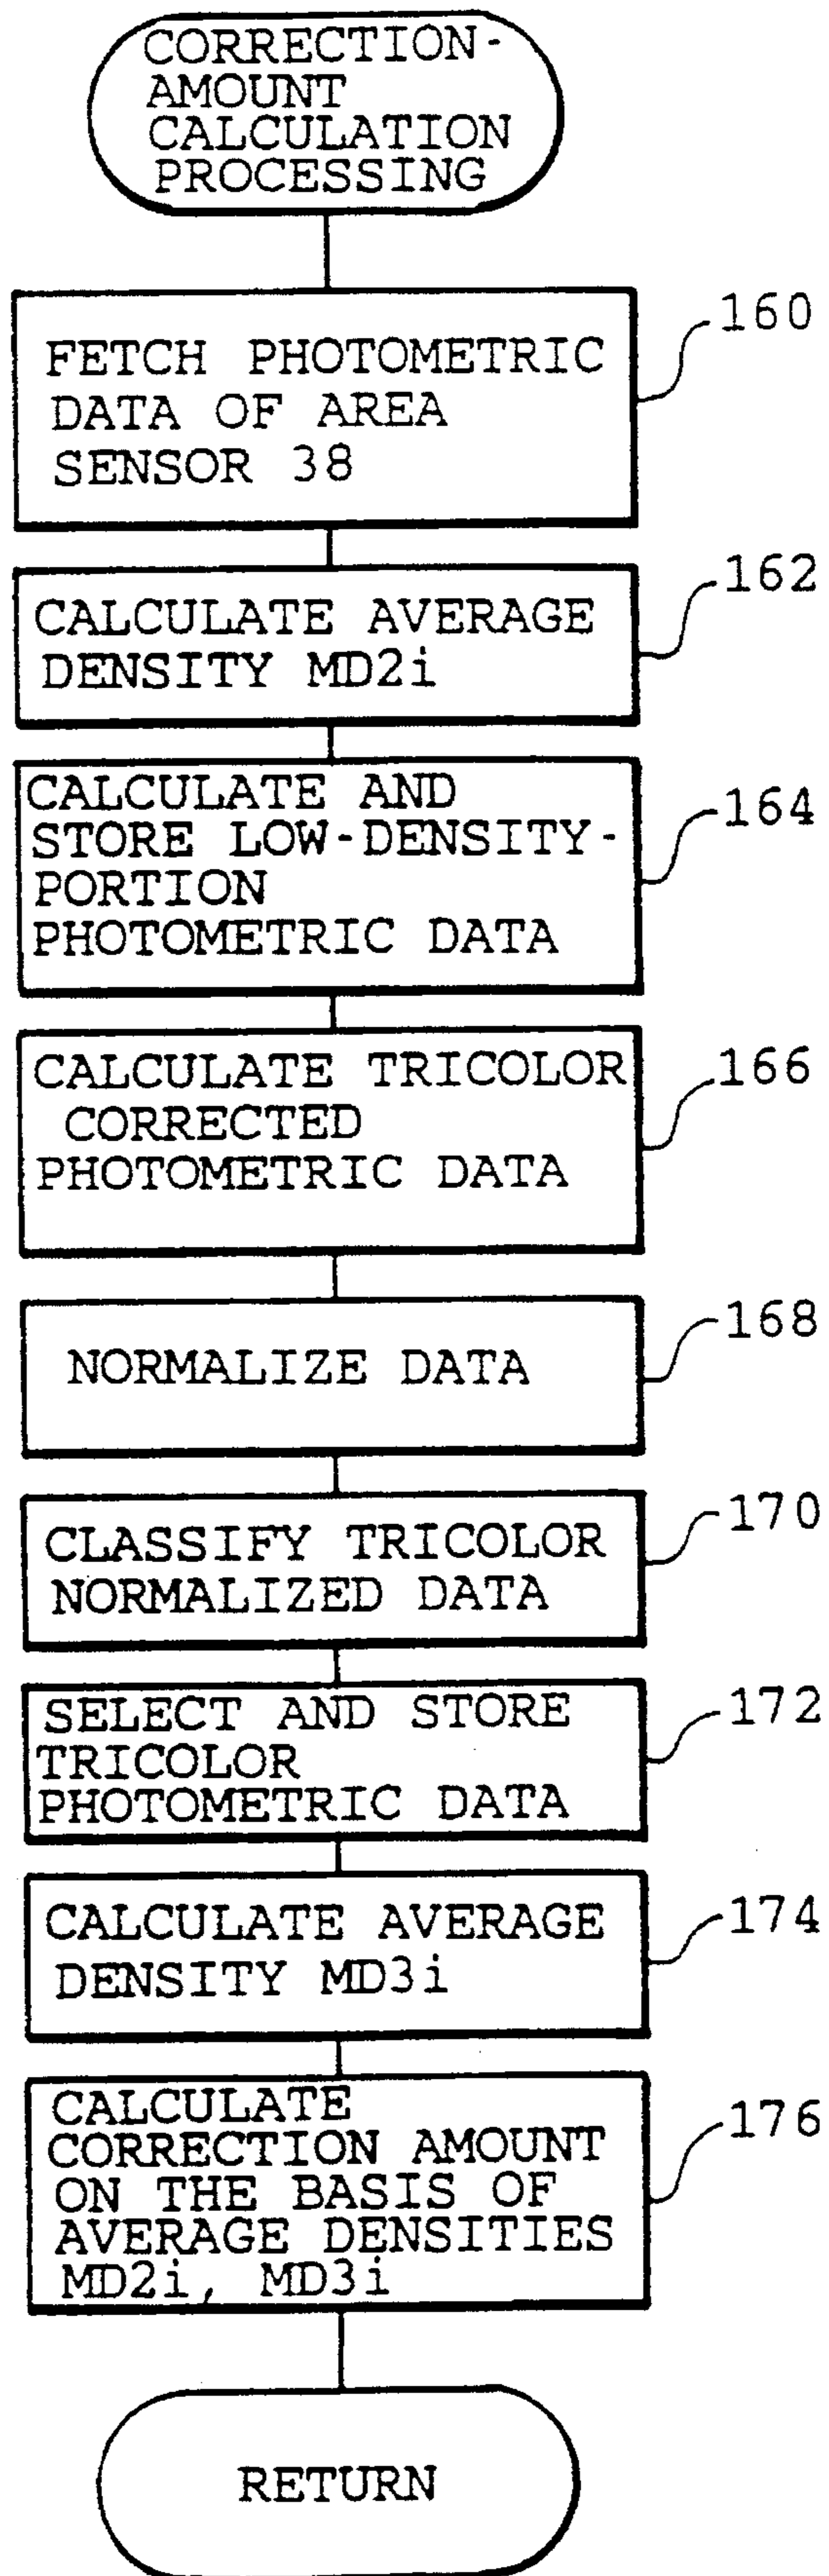 CORRECTION-
AMOUNT
CALCULATION
PROCESSING
160
FETCH PHOTOMETRIC
DATA OF AREA
SENSOR 38
162
CALCULATE AVERAGE
DENSITY MD2i
164
CALCULATE AND
STORE LOW-DENSITY-
PORTION
PHOTOMETRIC DATA
166
CALCULATE TRICOLOR
CORRECTED
PHOTOMETRIC DATA
168
NORMALIZE DATA
170
CLASSIFY TRICOLOR
NORMALIZED DATA
172
SELECT AND STORE
TRICOLOR
PHOTOMETRIC DATA
174
CALCULATE AVERAGE
DENSITY MD3i
176
CALCULATE
CORRECTION AMOUNT
ON THE BASIS OF
AVERAGE DENSITIES
MD2i, MD3i
RETURN